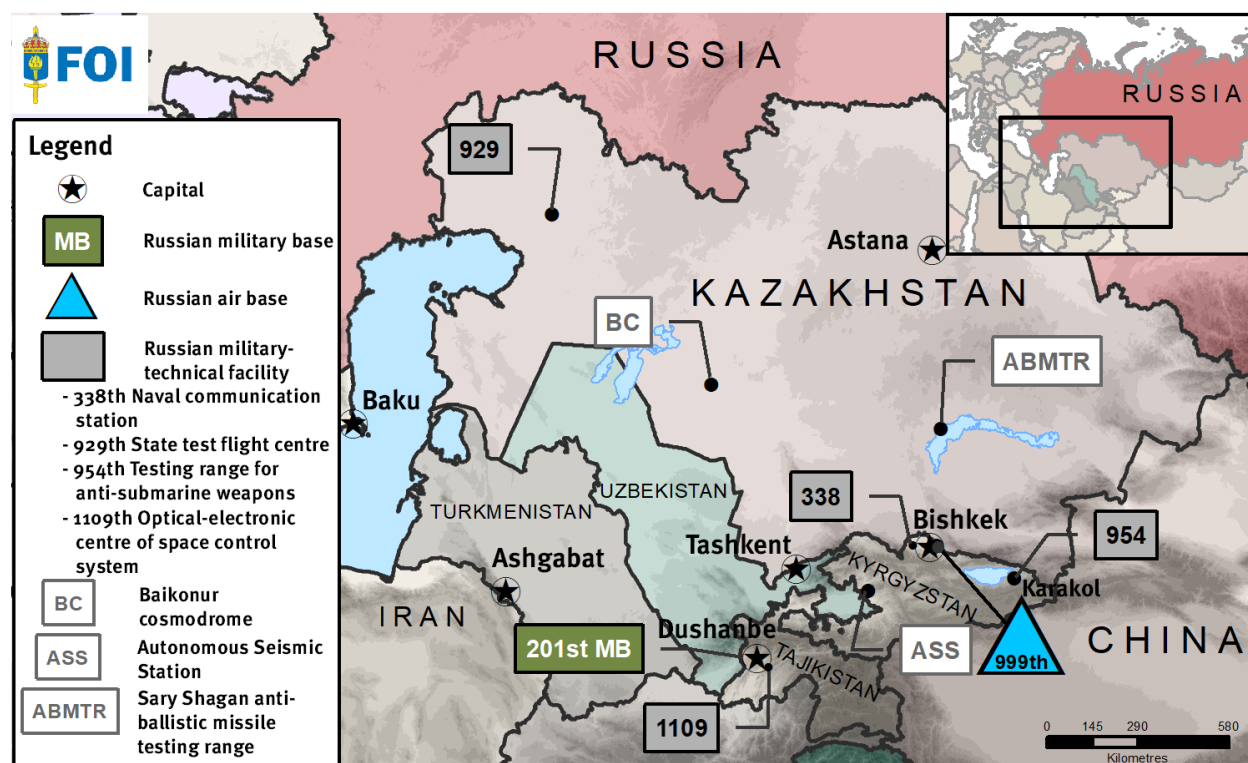 FOI
RUSSIA
RUSSIA
Legend
Capital
MB
Russian military base
Russian air base
Russian military-
technical facility
- 338th Naval communication
station
- 929th State test flight centre
- 954th Testing range for
anti-submarine weapons
- 1109th Optical-electronic
centre of space control
system
BC
Baikonur
cosmodrome
ASS
Autonomous Seismic
Station
ABMTR
Sary Shagan anti-
ballistic missile
testing range
929
Astana
KAZAKHSTAN
BC
ABMTR
Baku
UZBEKISTAN
TURKMENISTAN
338
Bishkek
954
Tashkent
Ashgabat
KYRGYZSTAN
Karakol
IRAN
Dushanbe
CHINA
201st MB
TAJIKISTAN
ASS
999th
1109
0 145 290 580
Kilometres